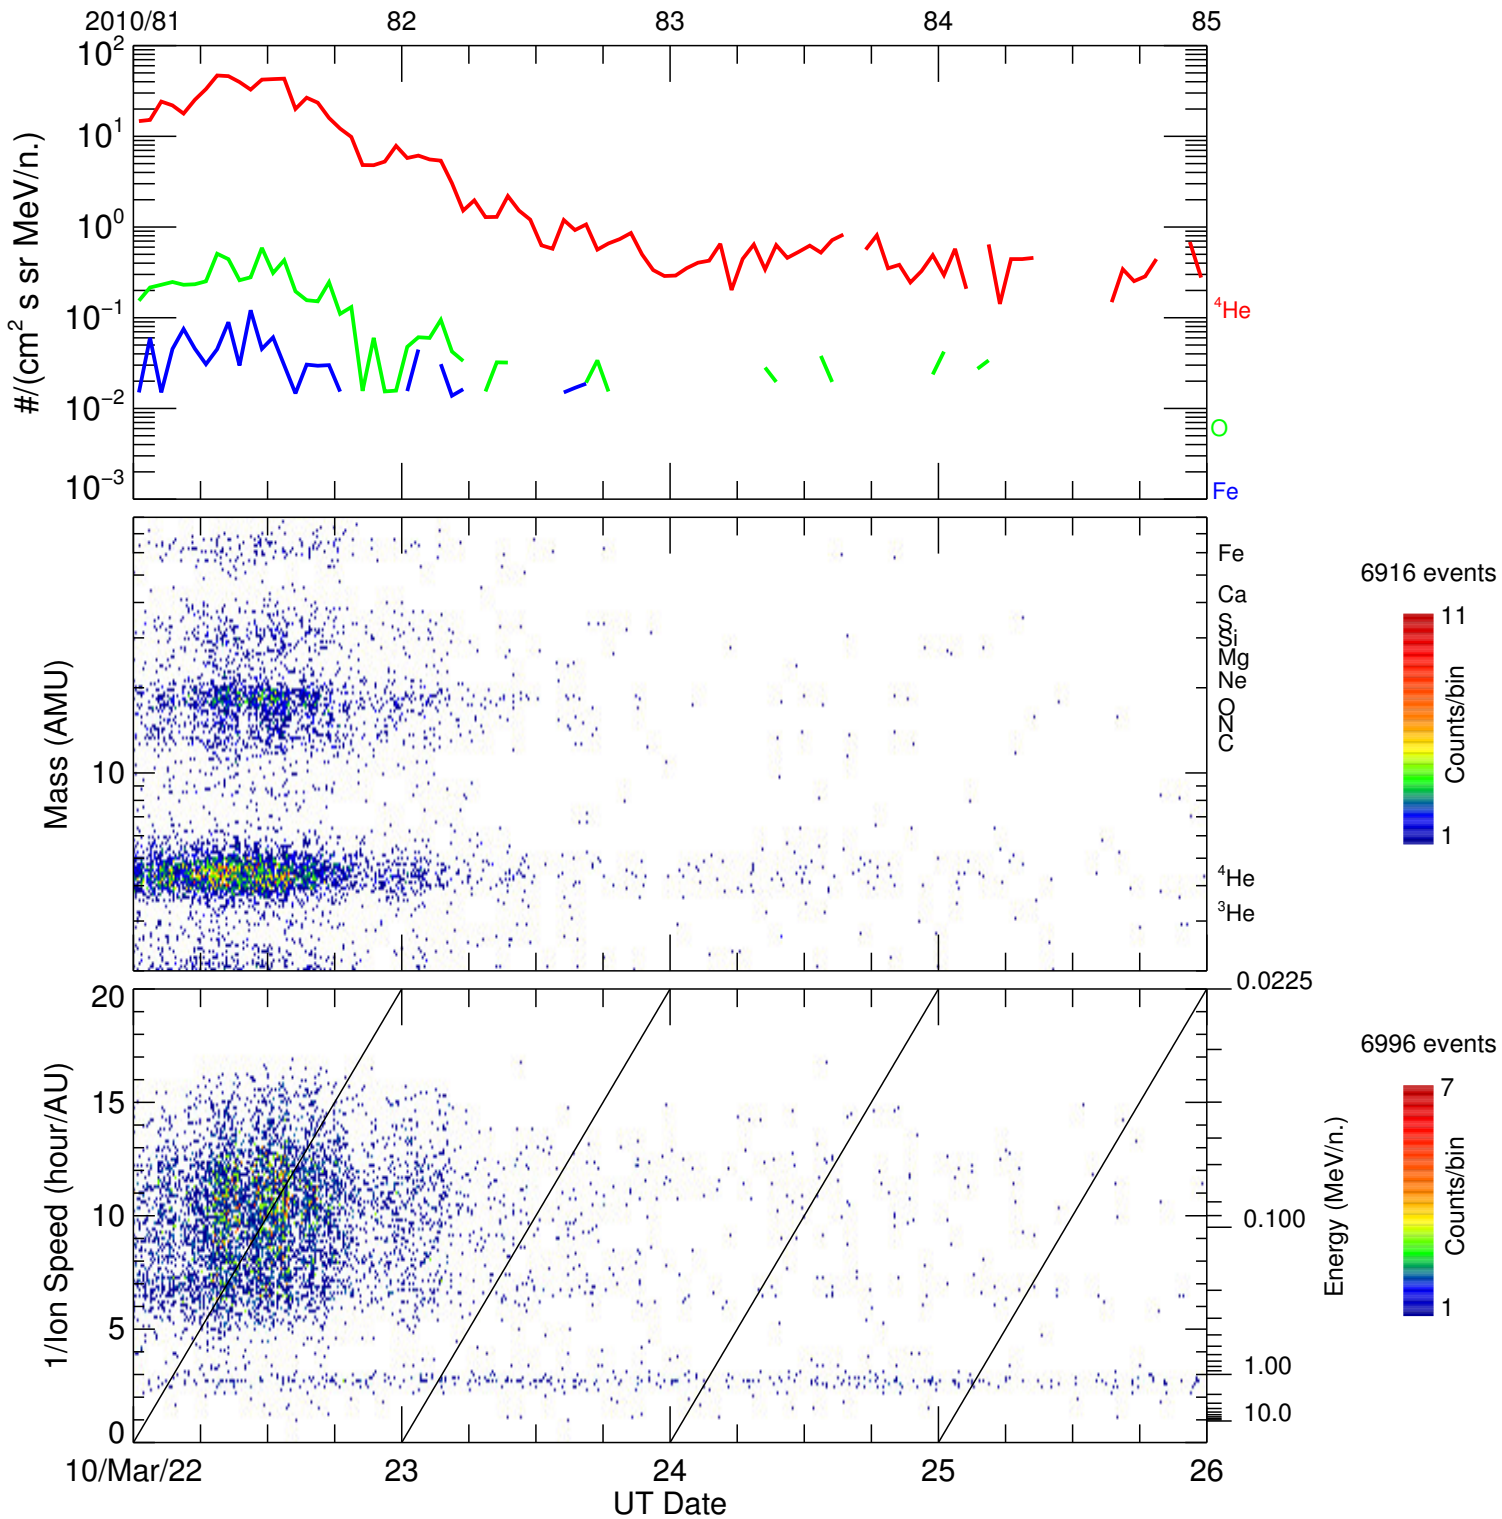 2010/81 82 83 84 85
10²
10¹
10⁰
10⁻¹
10⁻²
10⁻³
#/(cm² s sr MeV/n.)
⁴He
O
Fe
Mass (AMU)
10
Fe
Ca
S
Si
Mg
Ne
O
N
C
⁴He
³He
6916 events
11
Counts/bin
1
1/Ion Speed (hour/AU)
20
15
10
5
0
0.0225
0.100
1.00
10.0
Energy (MeV/n.)
6996 events
7
Counts/bin
1
10/Mar/22 23 24 25 26
UT Date